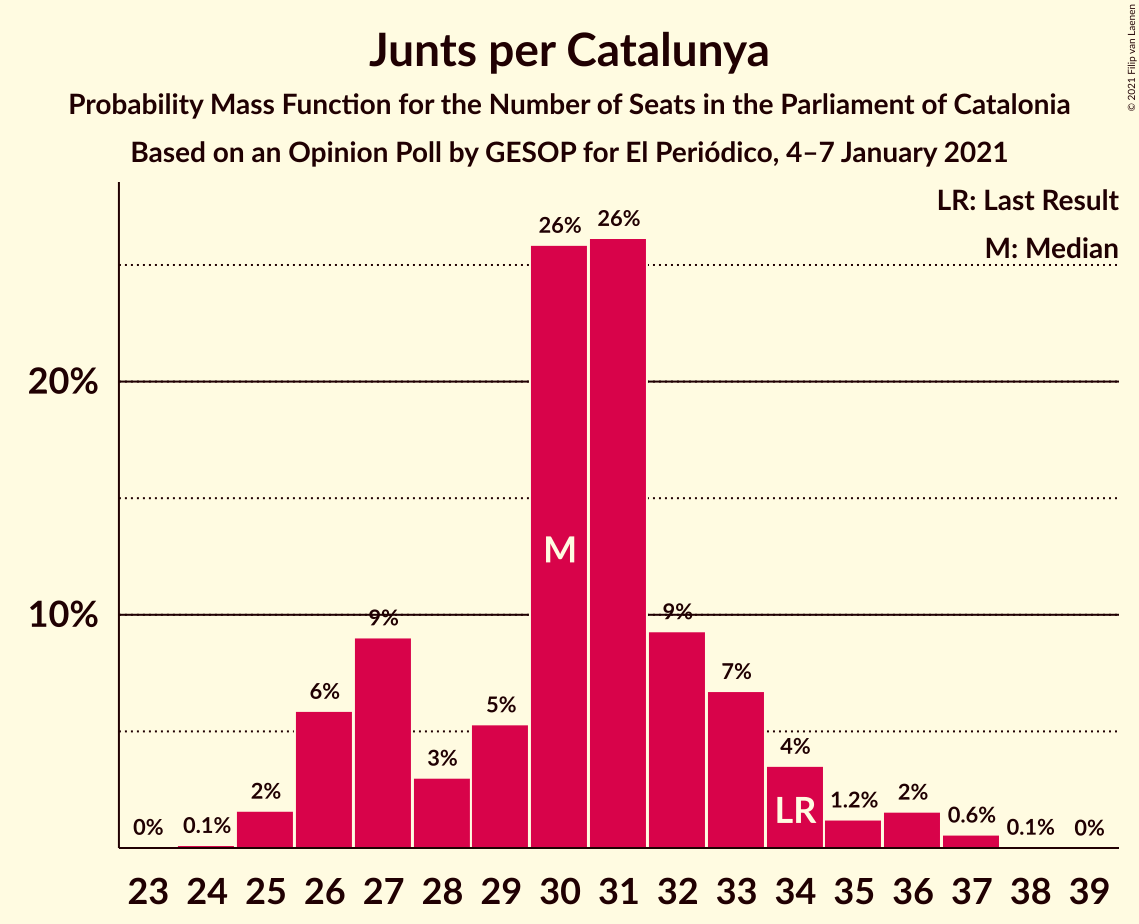 Junts per Catalunya
Probability Mass Function for the Number of Seats in the Parliament of Catalonia
Based on an Opinion Poll by GESOP for El Periódico, 4–7 January 2021
© 2021 Filip van Laenen
LR: Last Result
M: Median
20%
10%
0% 0.1% 2% 6% 9% 3% 5% 26% 26% 9% 7% 4% 1.2% 2% 0.6% 0.1% 0%
M
LR
23 24 25 26 27 28 29 30 31 32 33 34 35 36 37 38 39